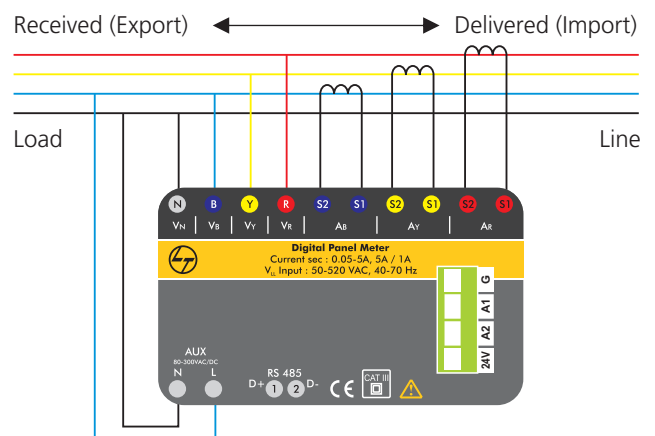 Received (Export) Delivered (Import)
Load Line
N B Y R S2 S1 S2 S1 S2 S1
VN VB VY VR AB AY AR
Digital Panel Meter
Current sec : 0.05-5A, 5A / 1A
VLL Input : 50-520 VAC, 40-70 Hz
G
A1
A2
24V
AUX
80-300VAC/DC
N L
RS 485
D+ 1 2 D- CE CAT III